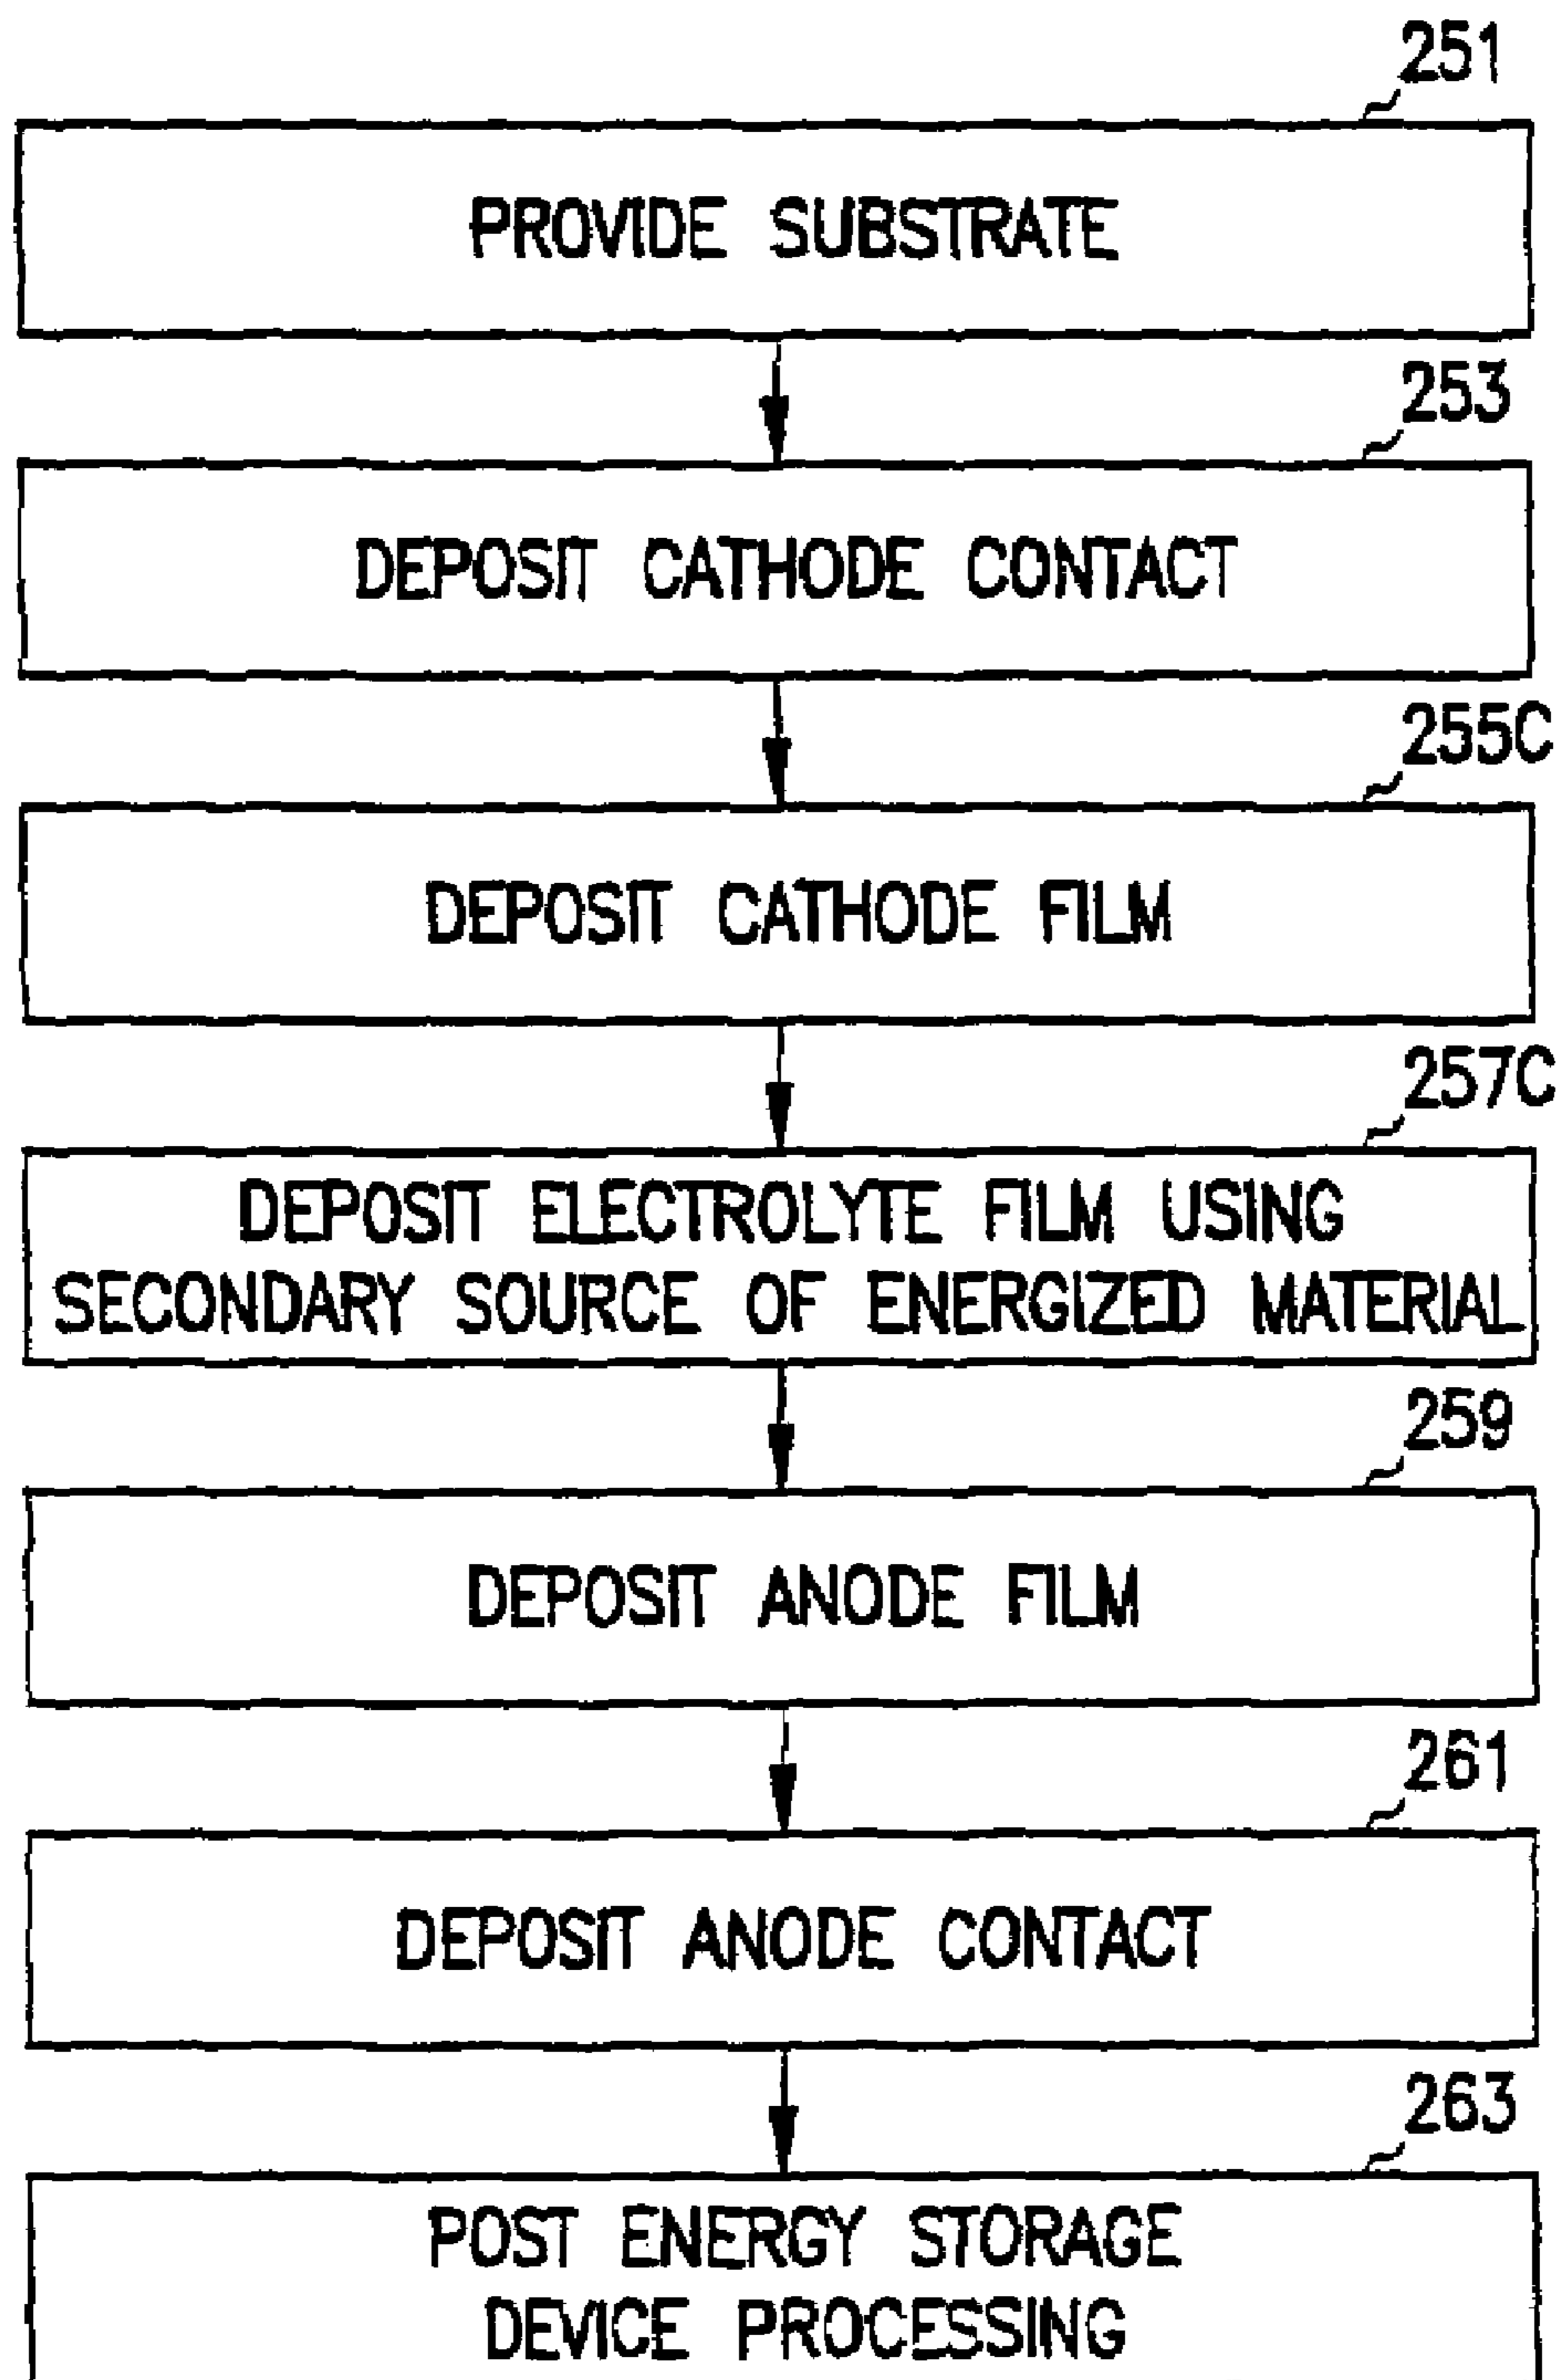 251
PROVIDE SUBSTRATE
253
DEPOSIT CATHODE CONTACT
255C
DEPOSIT CATHODE FILM
257C
DEPOSIT ELECTROLYTE FILM USING
SECONDARY SOURCE OF ENERGIZED MATERIAL
259
DEPOSIT ANODE FILM
261
DEPOSIT ANODE CONTACT
263
POST ENERGY STORAGE
DEVICE PROCESSING